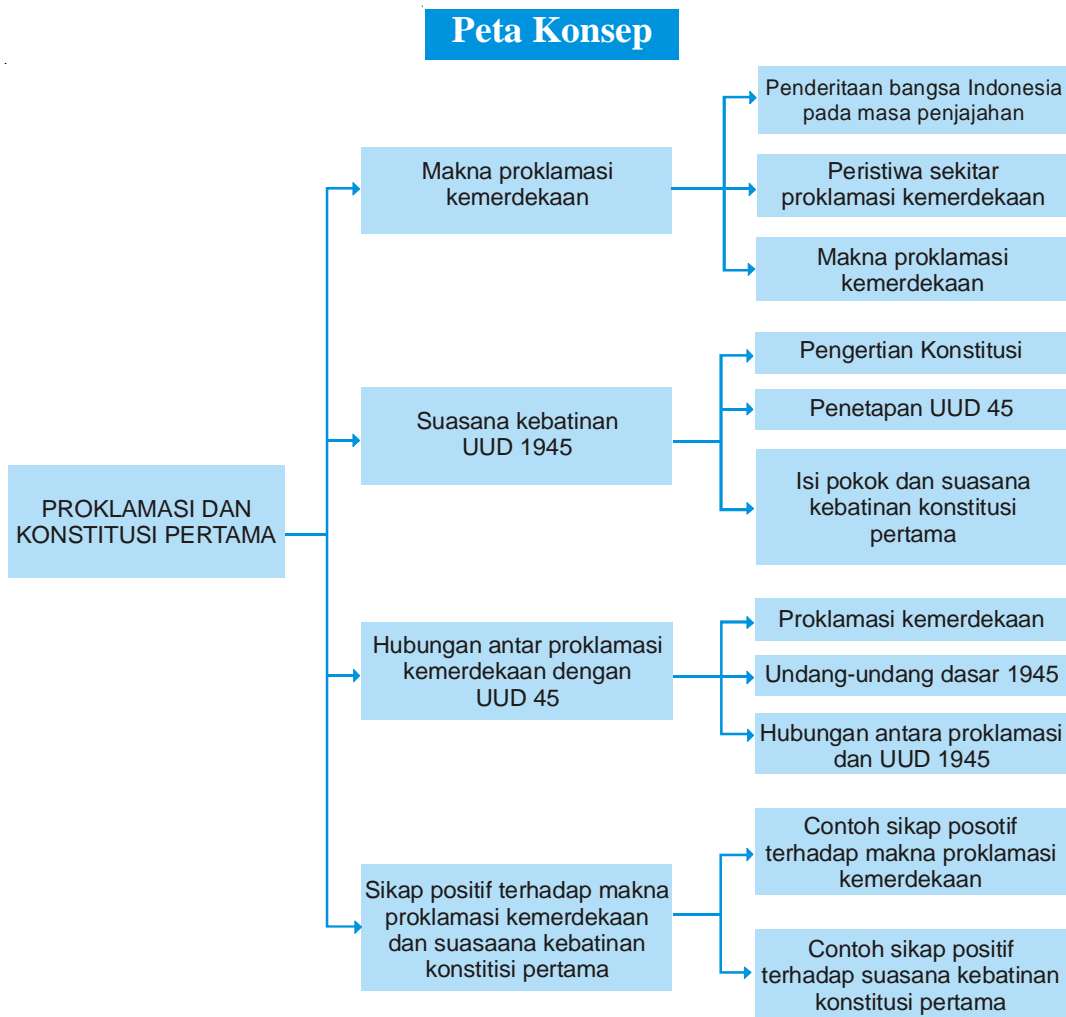 Peta Konsep
PROKLAMASI DAN
KONSTITUSI PERTAMA
Makna proklamasi
kemerdekaan
Penderitaan bangsa Indonesia
pada masa penjajahan
Peristiwa sekitar
proklamasi kemerdekaan
Makna proklamasi
kemerdekaan
Suasana kebatinan
UUD 1945
Pengertian Konstitusi
Penetapan UUD 45
Isi pokok dan suasana
kebatinan konstitusi
pertama
Hubungan antar proklamasi
kemerdekaan dengan
UUD 45
Proklamasi kemerdekaan
Undang-undang dasar 1945
Hubungan antara proklamasi
dan UUD 1945
Sikap positif terhadap makna
proklamasi kemerdekaan
dan suasaana kebatinan
konstitisi pertama
Contoh sikap posotif
terhadap makna proklamasi
kemerdekaan
Contoh sikap positif
terhadap suasana kebatinan
konstitusi pertama